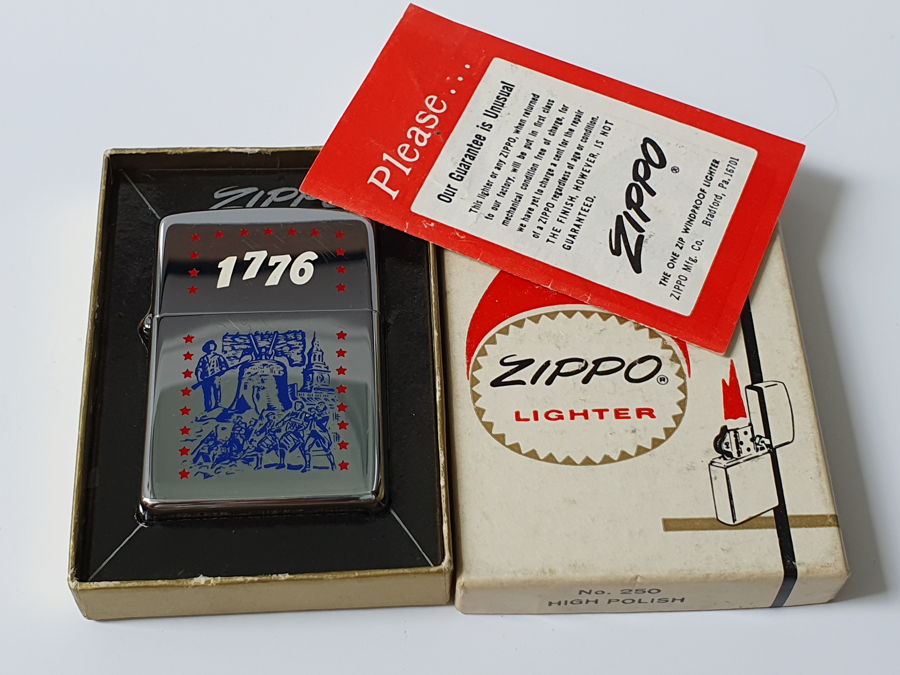 ZIPPO
1776
Please...
Our Guarantee is Unusual
This lighter or any ZIPPO, when returned
to our factory, will be put in first class
mechanical condition free of charge, for
we have yet to charge a cent for the repair
of a ZIPPO regardless of age or condition.
THE FINISH, HOWEVER, IS NOT
GUARANTEED.
ZIPPO ®
THE ONE ZIP WINDPROOF LIGHTER
ZIPPO Mfg. Co. Bradford, Pa. 16701
ZIPPO ®
LIGHTER
No. 250
HIGH POLISH